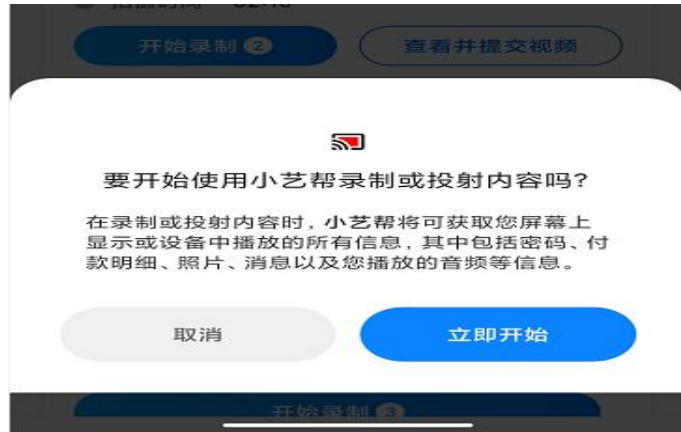 开始录制 2
查看并提交视频
要开始使用小艺帮录制或投射内容吗?
在录制或投射内容时，小艺帮将可获取您屏幕上
显示或设备中播放的所有信息，其中包括密码、付
款明细、照片、消息以及您播放的音频等信息。
取消
立即开始
开始录制 3